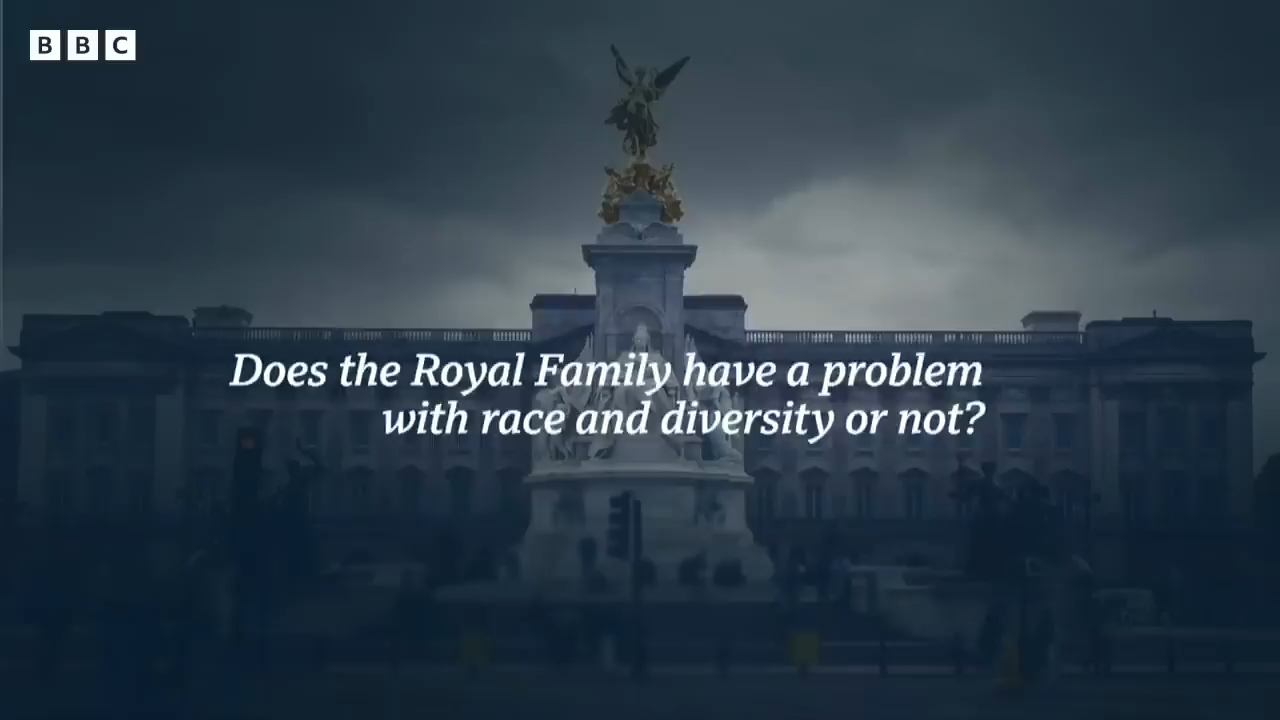 BBC
Does the Royal Family have a problem
with race and diversity or not?